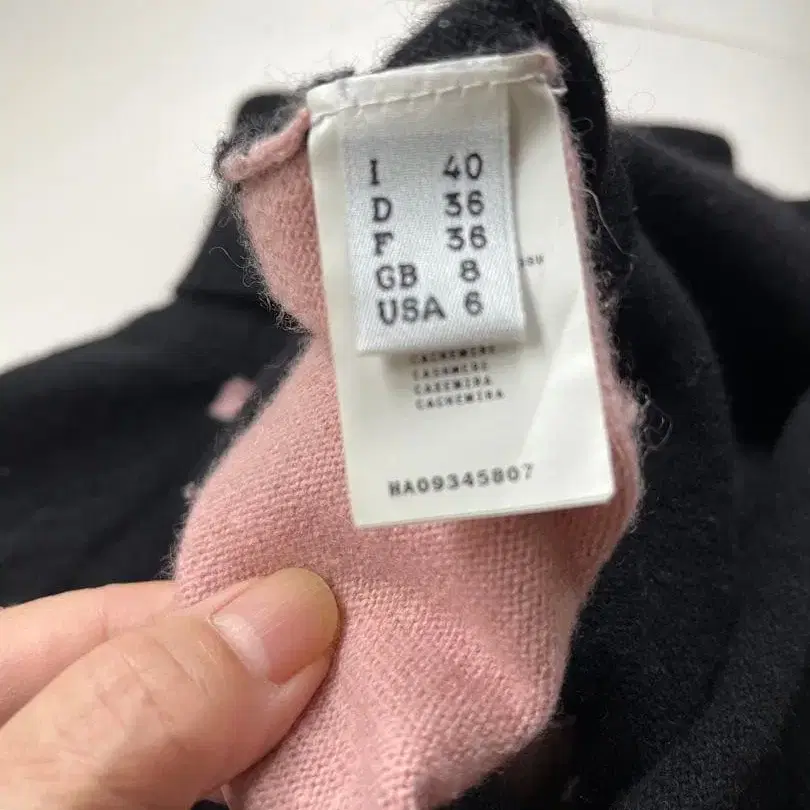 I 40
D 36
F 36
GB 8
USA 6
CACHEMIRE
CASHMERE
CASEMIRA
CACHEMIRA
HA09345807